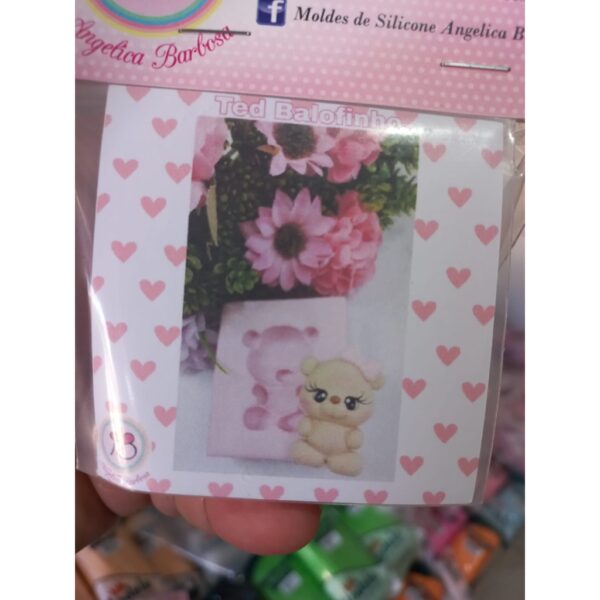 Moldes de Silicone Angelica B
Angelica Barbosa
Ted Balofinho